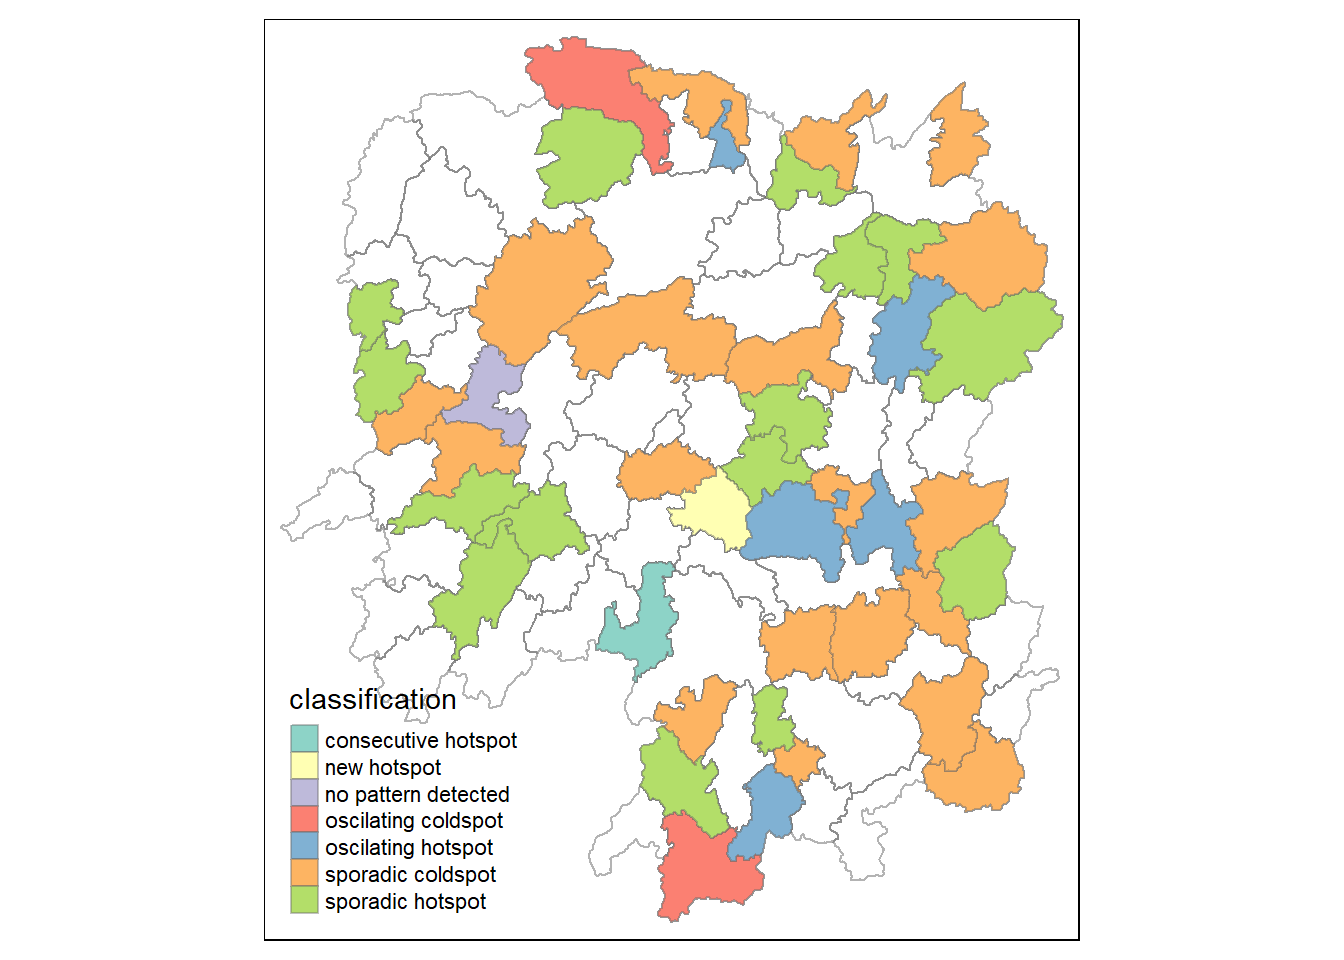 classification
consecutive hotspot
new hotspot
no pattern detected
oscilating coldspot
oscilating hotspot
sporadic coldspot
sporadic hotspot